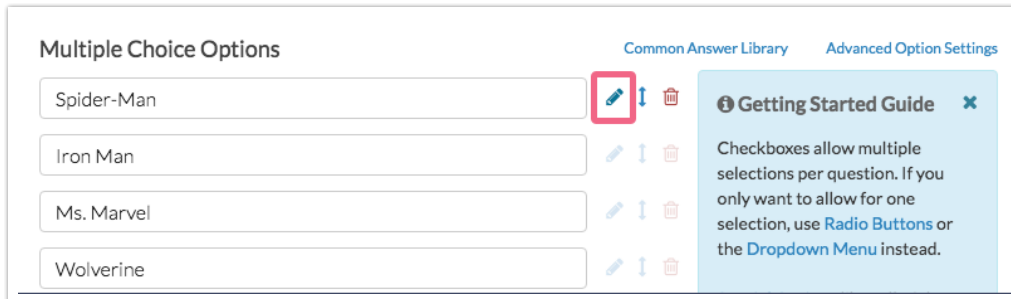 Multiple Choice Options
Common Answer Library
Advanced Option Settings
Spider-Man
Iron Man
Ms. Marvel
Wolverine
Getting Started Guide
Checkboxes allow multiple
selections per question. If you
only want to allow for one
selection, use Radio Buttons or
the Dropdown Menu instead.